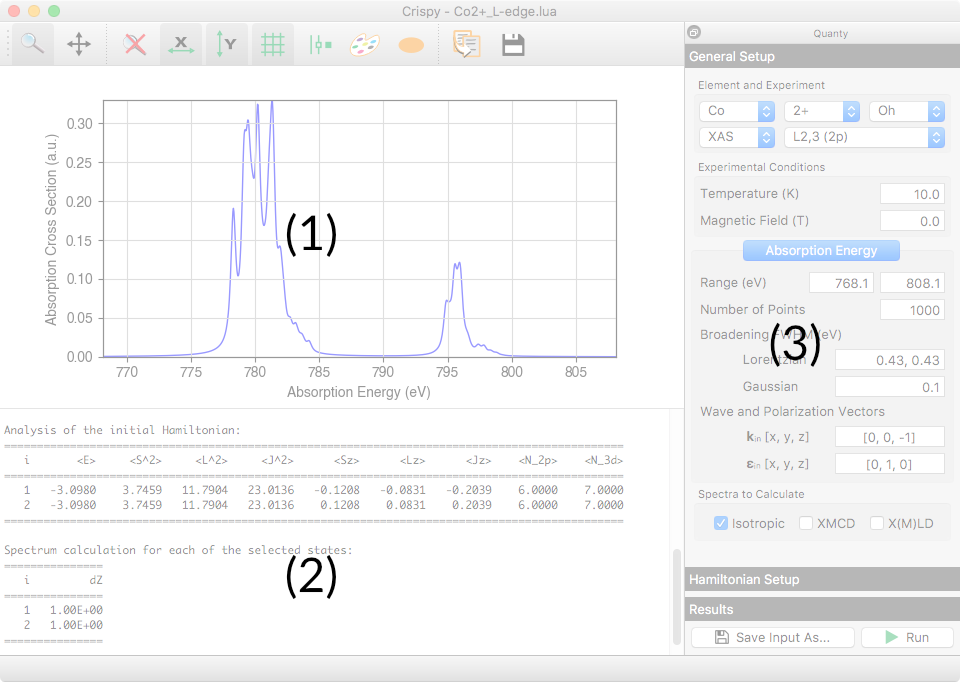 Crispy - Co2+_L-edge.lua
X
Y
Quanty
General Setup
Element and Experiment
Co 2+ Oh
XAS L2,3 (2p)
Experimental Conditions
Temperature (K) 10.0
Magnetic Field (T) 0.0
Absorption Energy
Range (eV) 768.1 808.1
Number of Points 1000
Broadening FWHM (eV)
(3)
Lorentzian 0.43, 0.43
Gaussian 0.1
Wave and Polarization Vectors
kin [x, y, z] [0, 0, -1]
εin [x, y, z] [0, 1, 0]
Spectra to Calculate
Isotropic XMCD X(M)LD
Hamiltonian Setup
Results
Save Input As... Run
Absorption Cross Section (a.u.)
0.30
0.25
0.20
0.15
0.10
0.05
0.00
(1)
770 775 780 785 790 795 800 805
Absorption Energy (eV)
Analysis of the initial Hamiltonian:
================================================================================
i <E> <S^2> <L^2> <J^2> <Sz> <Lz> <Jz> <N_2p> <N_3d>
================================================================================
1 -3.0980 3.7459 11.7904 23.0136 -0.1208 -0.0831 -0.2039 6.0000 7.0000
2 -3.0980 3.7459 11.7904 23.0136 0.1208 0.0831 0.2039 6.0000 7.0000
================================================================================
Spectrum calculation for each of the selected states:
===============
i dZ
===============
1 1.00E+00
2 1.00E+00
===============
(2)